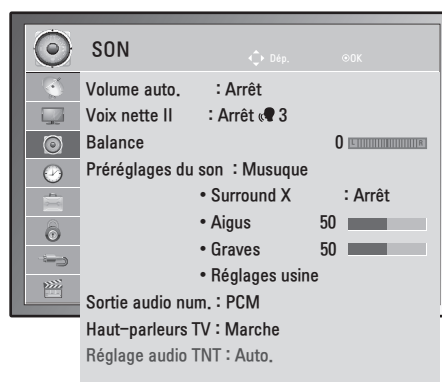 SON
Dép.
OK
Volume auto. : Arrêt
Voix nette II : Arrêt 3
Balance 0 L R
Préréglages du son : Musuque
• Surround X : Arrêt
• Aigus 50
• Graves 50
• Réglages usine
Sortie audio num. : PCM
Haut-parleurs TV : Marche
Réglage audio TNT : Auto.